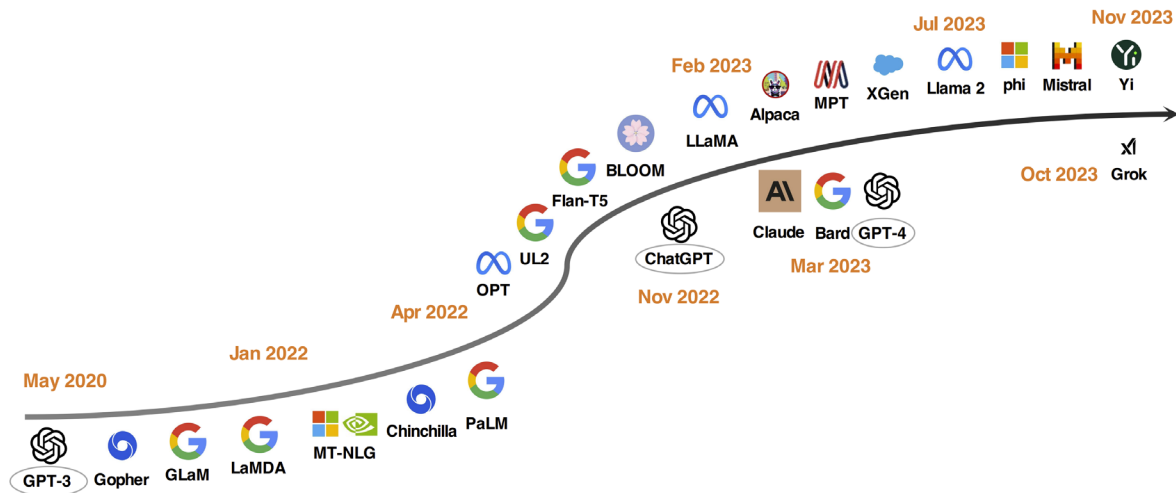 Nov 2023
Jul 2023
Feb 2023
Alpaca
MPT
XGen
Llama 2
phi
Mistral
Yi
LLaMA
BLOOM
Flan-T5
UL2
OPT
Oct 2023
Grok
Claude
Bard
GPT-4
Mar 2023
ChatGPT
Nov 2022
Apr 2022
Jan 2022
May 2020
GPT-3
Gopher
GLaM
LaMDA
MT-NLG
Chinchilla
PaLM